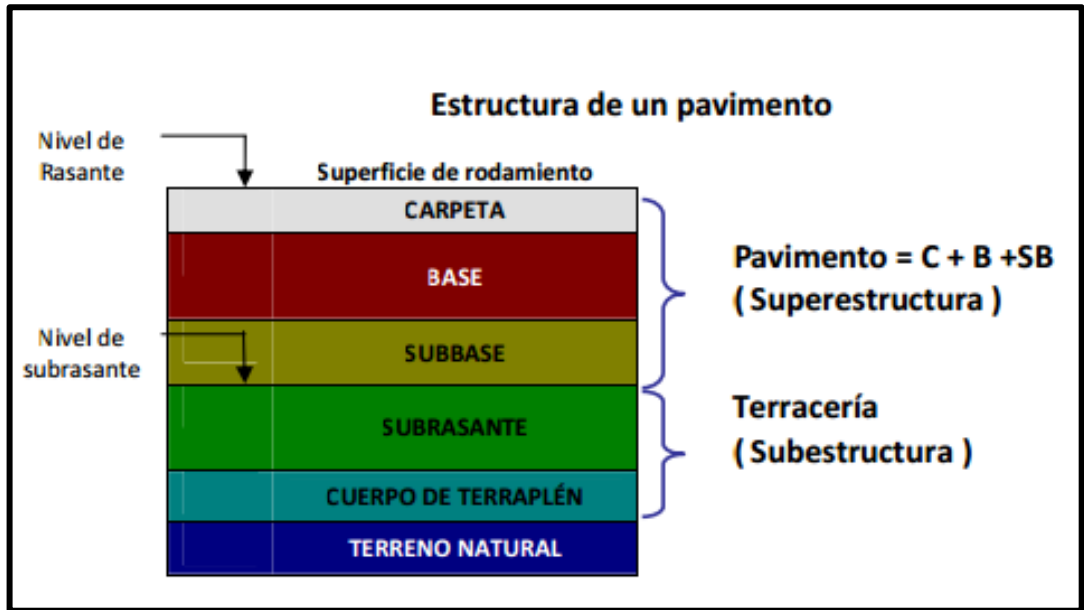 Estructura de un pavimento
Nivel de
Rasante
Superficie de rodamiento
CARPETA
BASE
Pavimento = C + B +SB
( Superestructura )
Nivel de
subrasante
SUBBASE
SUBRASANTE
Terracería
( Subestructura )
CUERPO DE TERRAPLÉN
TERRENO NATURAL